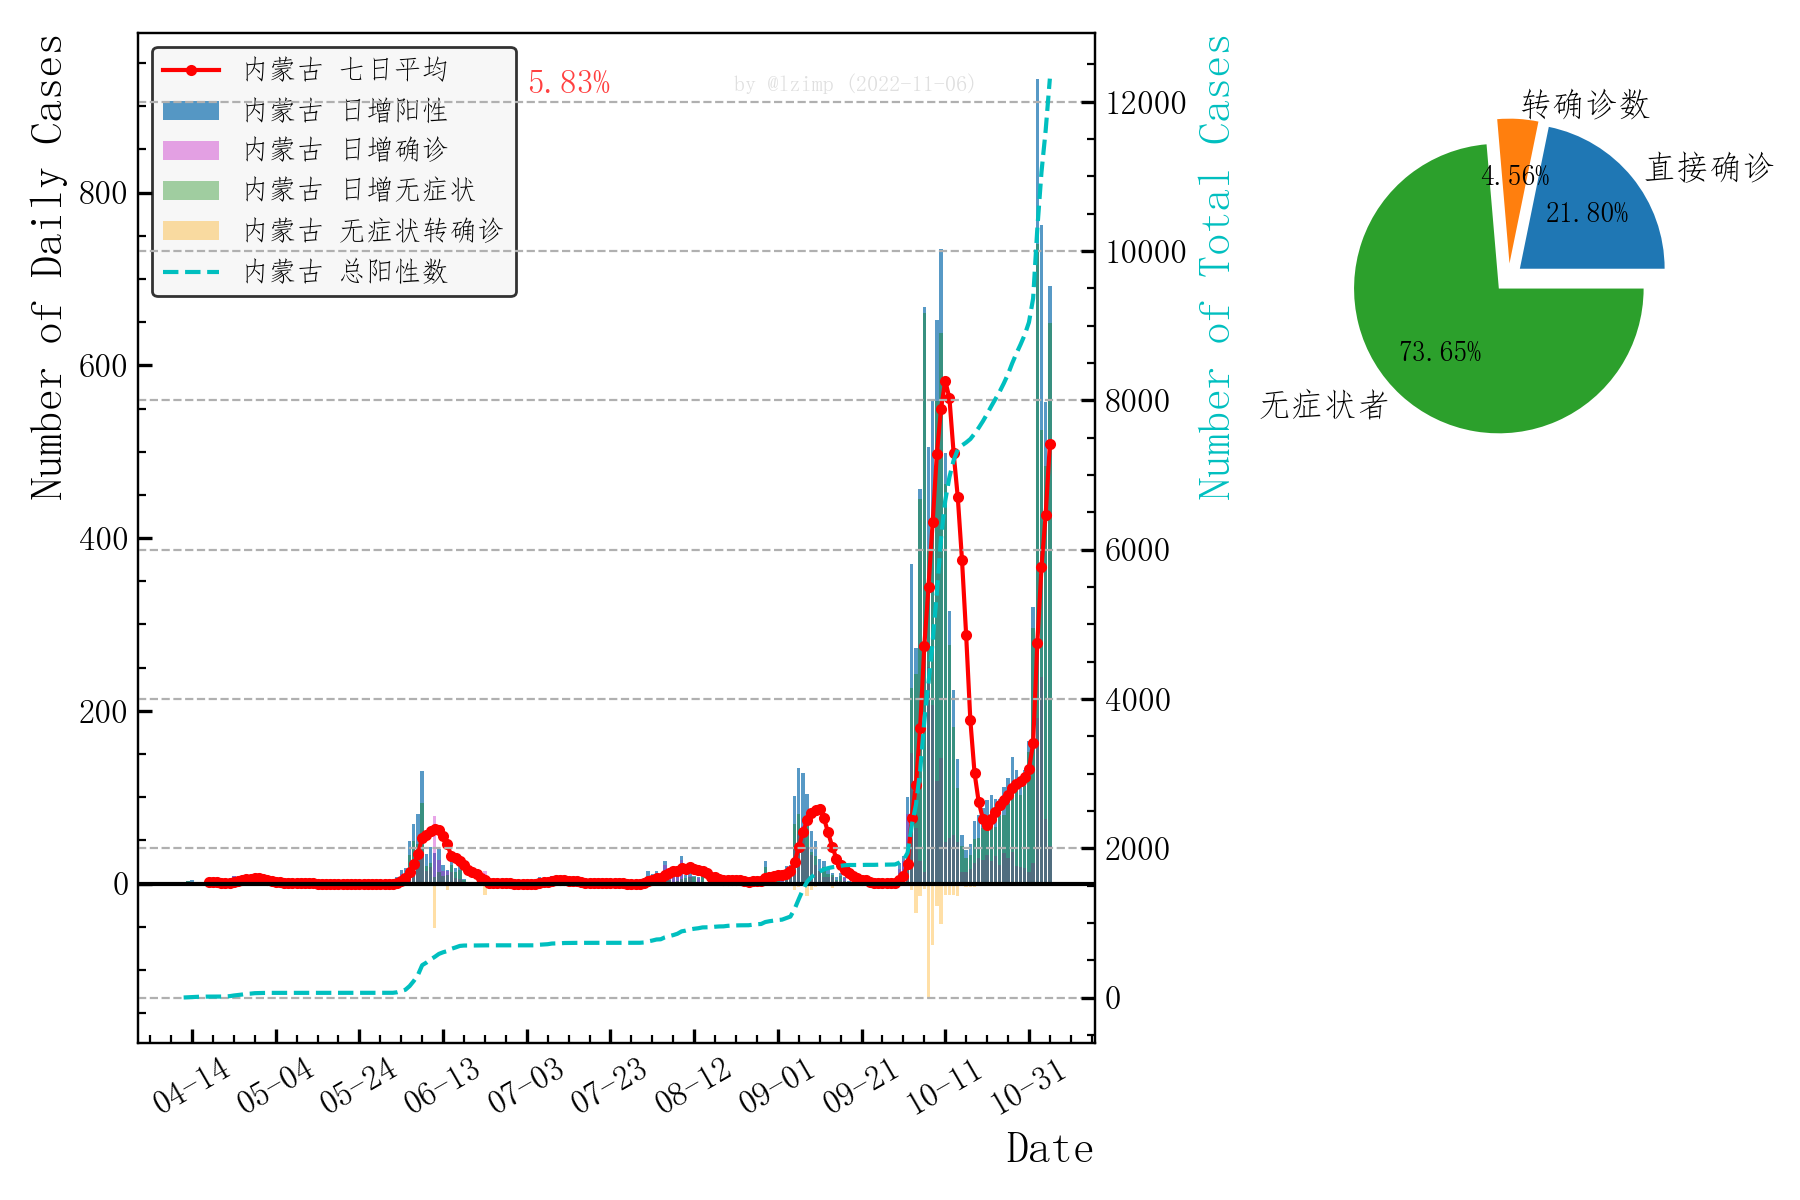 内蒙古 七日平均
内蒙古 日增阳性
内蒙古 日增确诊
内蒙古 日增无症状
内蒙古 无症状转确诊
内蒙古 总阳性数
5.83%
by @lzimp (2022-11-06)
Number of Daily Cases
800
600
400
200
0
12000
10000
8000
6000
4000
2000
0
Number of Total Cases
04-14
05-04
05-24
06-13
07-03
07-23
08-12
09-01
09-21
10-11
10-31
Date
转确诊数
直接确诊
4.56%
21.80%
73.65%
无症状者